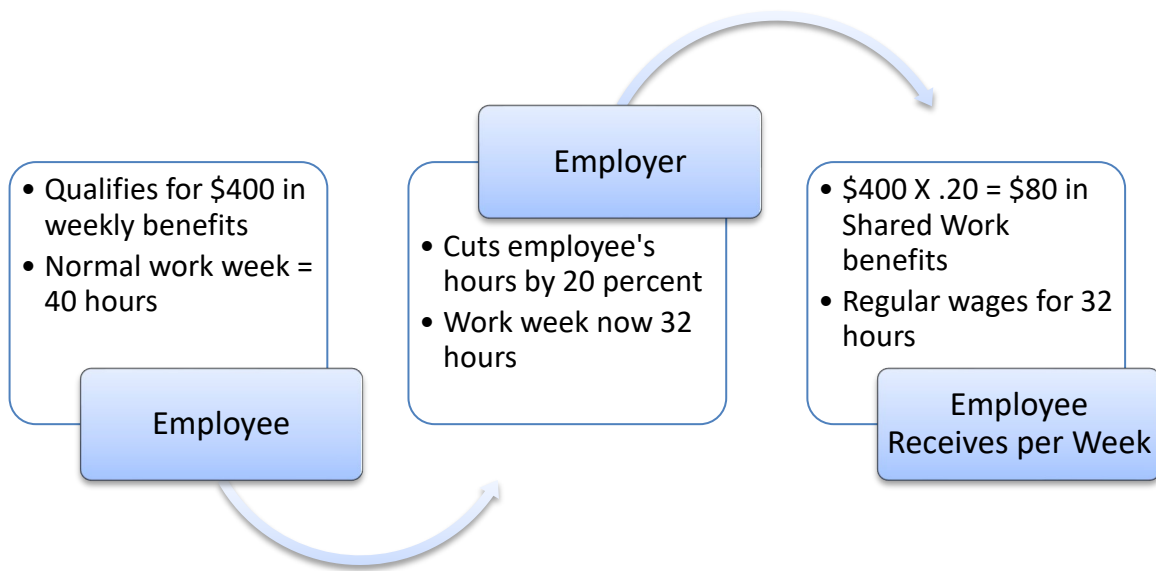 • Qualifies for $400 in
weekly benefits
• Normal work week =
40 hours
Employee
Employer
• Cuts employee's
hours by 20 percent
• Work week now 32
hours
• $400 X .20 = $80 in
Shared Work
benefits
• Regular wages for 32
hours
Employee
Receives per Week